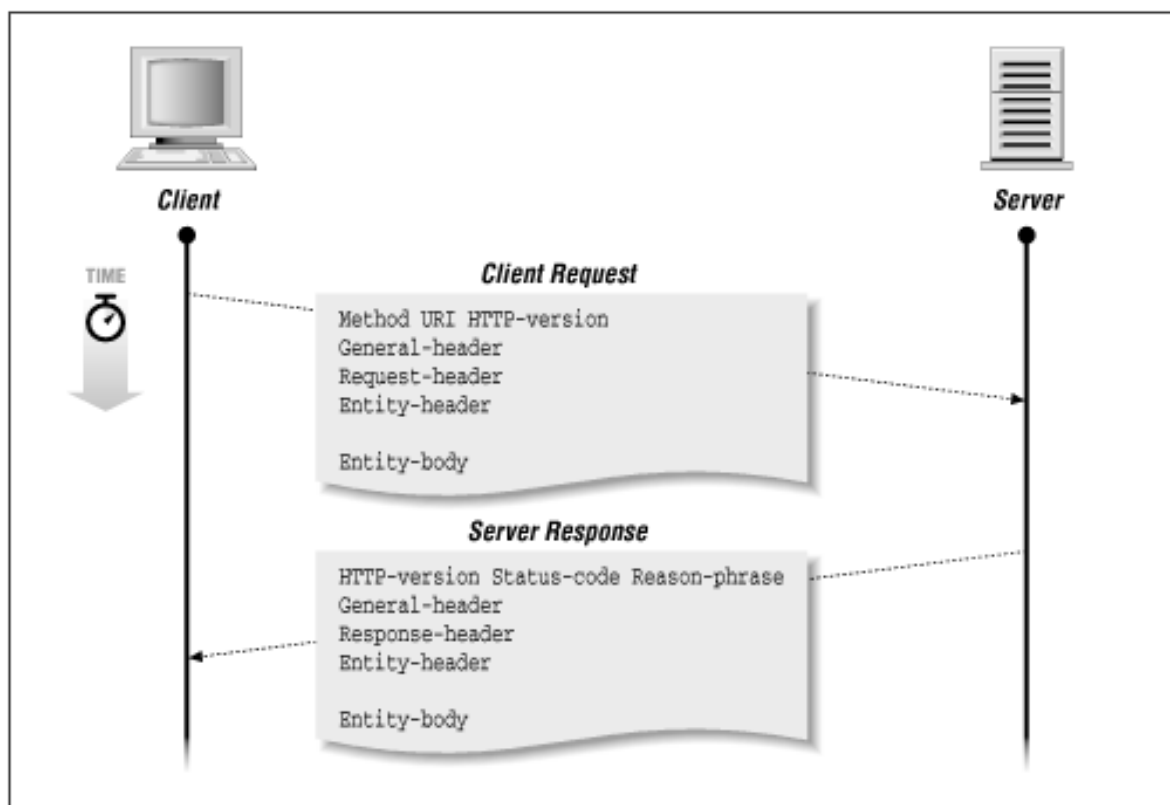 Client
Server
TIME
Client Request
Method URI HTTP-version
General-header
Request-header
Entity-header
Entity-body
Server Response
HTTP-version Status-code Reason-phrase
General-header
Response-header
Entity-header
Entity-body